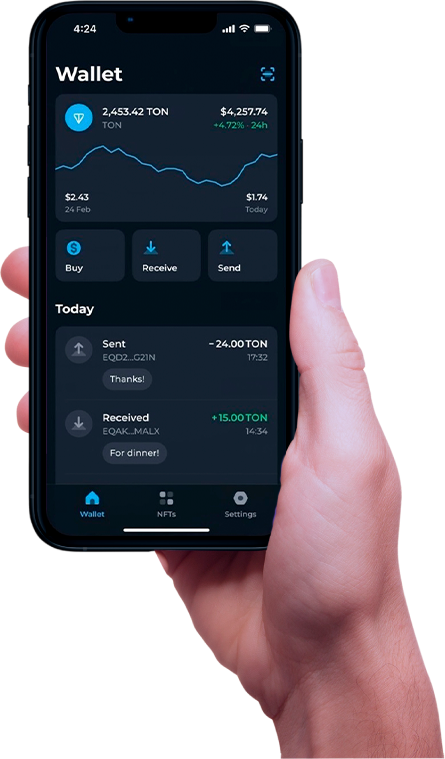 4:24
Wallet
2,453.42 TON $4,257.74
TON +4.72% · 24h
$2.43 $1.74
24 Feb Today
Buy Receive Send
Today
Sent - 24.00 TON
EQD2...G21N 17:32
Thanks!
Received + 15.00 TON
EQAK...MALX 14:34
For dinner!
Wallet NFTs Settings